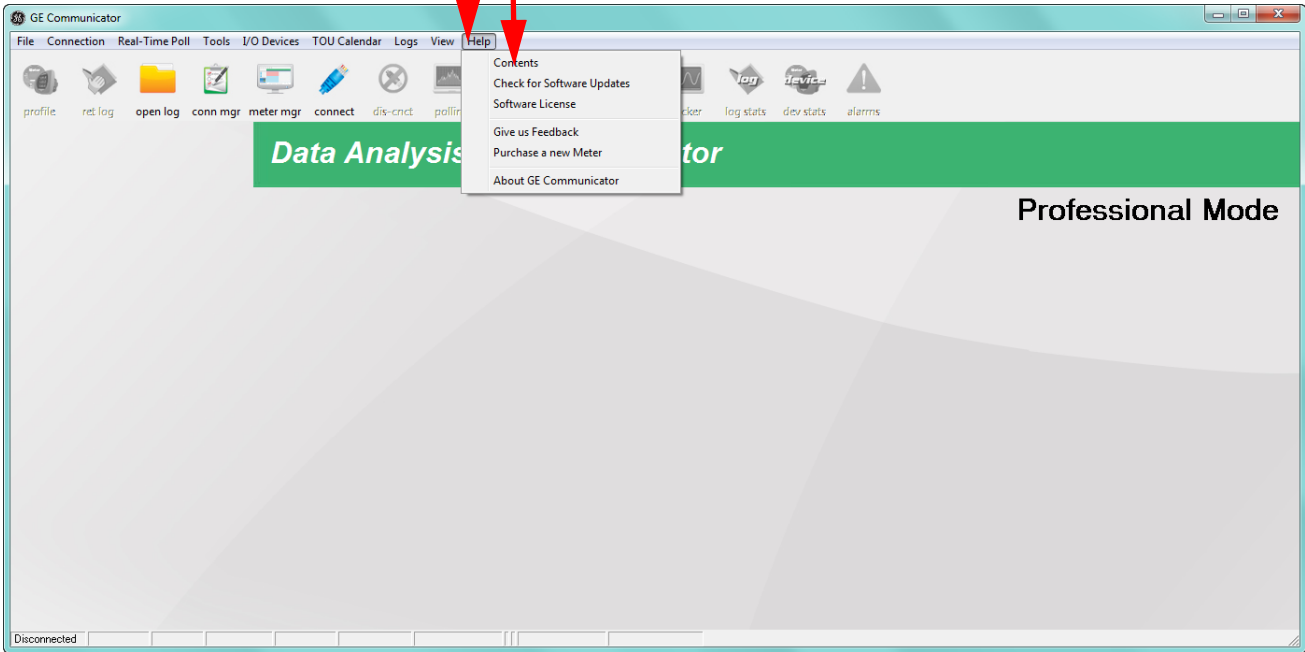 GE Communicator
File Connection Real-Time Poll Tools I/O Devices TOU Calendar Logs View Help
Contents
Check for Software Updates
Software License
Give us Feedback
Purchase a new Meter
About GE Communicator
log device
profile ret log open log conn mgr meter mgr connect dis-cnct log stats dev stats alarms
Data Analysis
Professional Mode
Disconnected